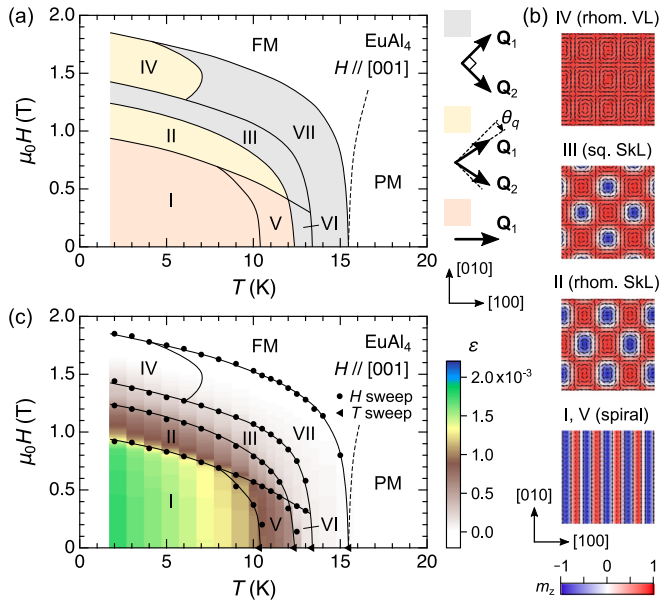 (a)
FM
EuAl4
H // [001]
IV
VII
III
II
I
V
VI
PM
μ0H (T)
2.0
1.5
1.0
0.5
0
0
5
10
15
20
T (K)
Q1
Q2
θq
Q1
Q2
Q1
[010]
[100]
(b)
IV (rhom. VL)
III (sq. SkL)
II (rhom. SkL)
I, V (spiral)
[010]
[100]
−1
0
1
mz
(c)
FM
EuAl4
H // [001]
H sweep
T sweep
IV
VII
III
II
I
V
VI
PM
μ0H (T)
2.0
1.5
1.0
0.5
0
0
5
10
15
20
T (K)
ε
2.0x10⁻³
1.5
1.0
0.5
0.0